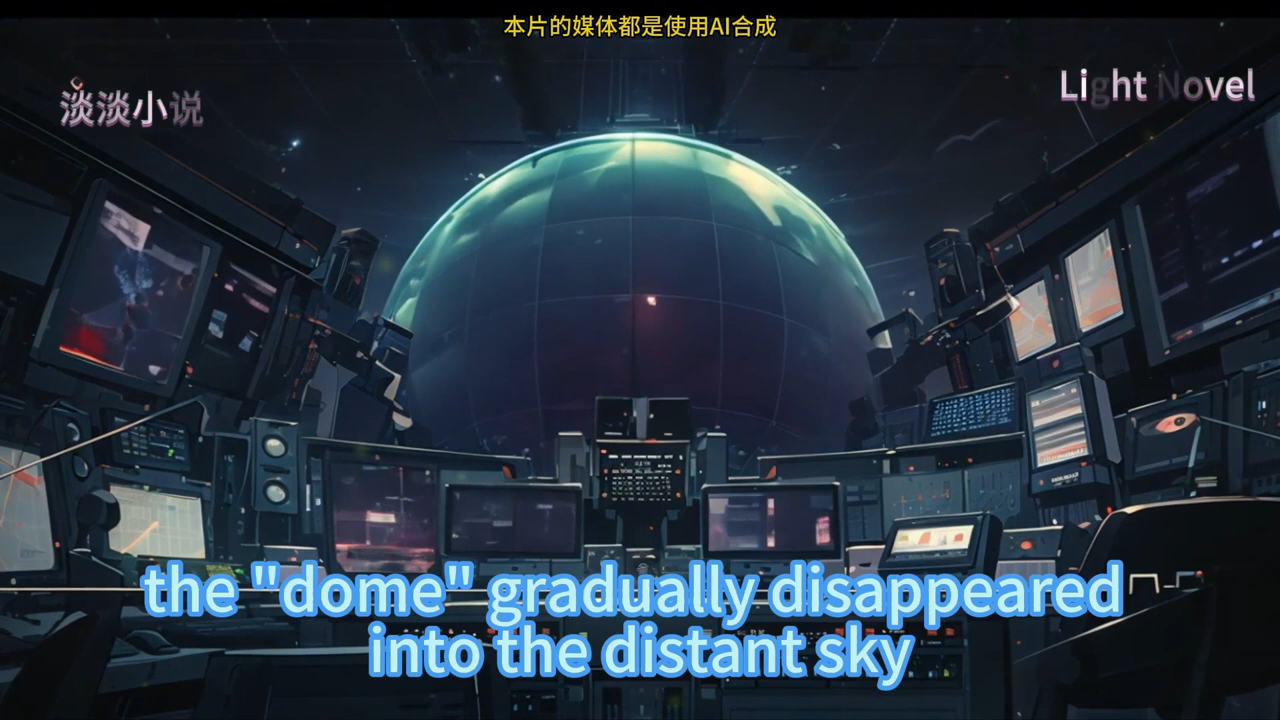 本片的媒体都是使用AI合成
淡淡小说
Light Novel
the "dome" gradually disappeared
into the distant sky